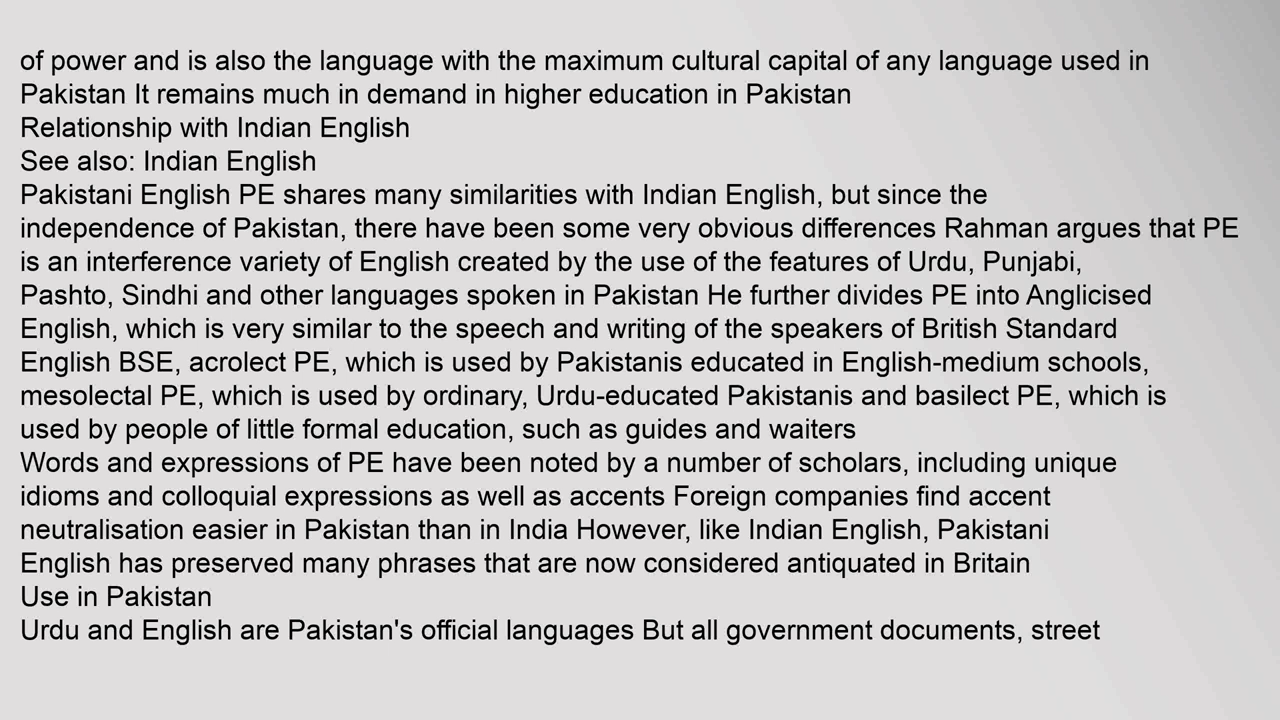 of power and is also the language with the maximum cultural capital of any language used in
Pakistan It remains much in demand in higher education in Pakistan
Relationship with Indian English
See also: Indian English
Pakistani English PE shares many similarities with Indian English, but since the
independence of Pakistan, there have been some very obvious differences Rahman argues that PE
is an interference variety of English created by the use of the features of Urdu, Punjabi,
Pashto, Sindhi and other languages spoken in Pakistan He further divides PE into Anglicised
English, which is very similar to the speech and writing of the speakers of British Standard
English BSE, acrolect PE, which is used by Pakistanis educated in English-medium schools,
mesolectal PE, which is used by ordinary, Urdu-educated Pakistanis and basilect PE, which is
used by people of little formal education, such as guides and waiters
Words and expressions of PE have been noted by a number of scholars, including unique
idioms and colloquial expressions as well as accents Foreign companies find accent
neutralisation easier in Pakistan than in India However, like Indian English, Pakistani
English has preserved many phrases that are now considered antiquated in Britain
Use in Pakistan
Urdu and English are Pakistan's official languages But all government documents, street